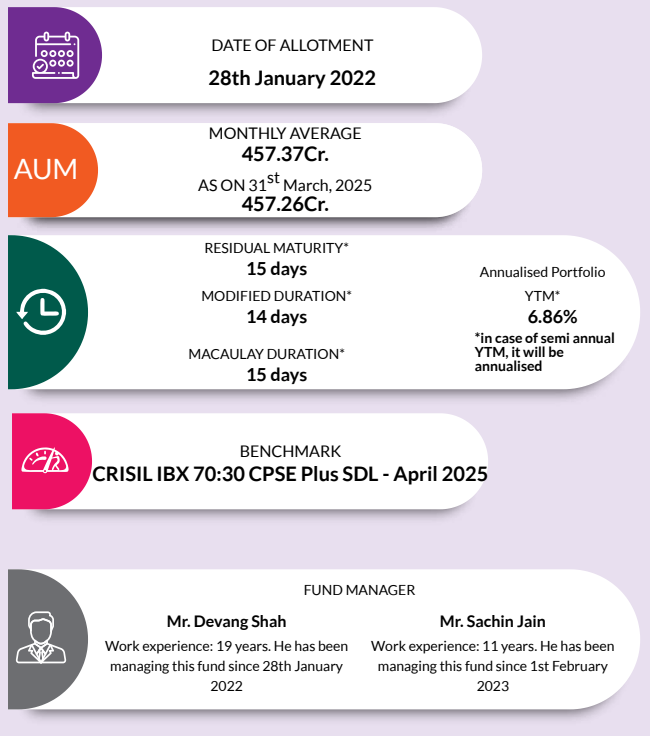 DATE OF ALLOTMENT
28th January 2022
AUM
MONTHLY AVERAGE
457.37Cr.
AS ON 31st March, 2025
457.26Cr.
RESIDUAL MATURITY*
15 days
MODIFIED DURATION*
14 days
MACAULAY DURATION*
15 days
Annualised Portfolio
YTM*
6.86%
*in case of semi annual
YTM, it will be
annualised
BENCHMARK
CRISIL IBX 70:30 CPSE Plus SDL - April 2025
FUND MANAGER
Mr. Devang Shah
Work experience: 19 years. He has been
managing this fund since 28th January
2022
Mr. Sachin Jain
Work experience: 11 years. He has been
managing this fund since 1st February
2023